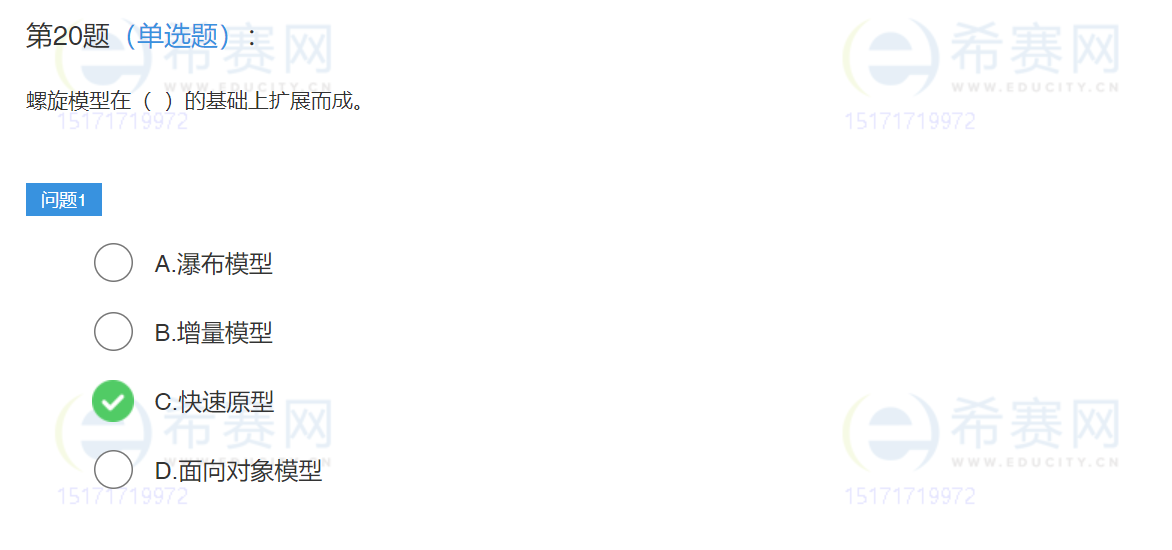 第20题（单选题）:
希赛网
WWW.EDUCITY.CN
15171719972
希赛网
WWW.EDUCITY.CN
15171719972
螺旋模型在（ ）的基础上扩展而成。
问题1
A.瀑布模型
B.增量模型
C.快速原型
D.面向对象模型
希赛网
WWW.EDUCITY.CN
15171719972
希赛网
WWW.EDUCITY.CN
15171719972